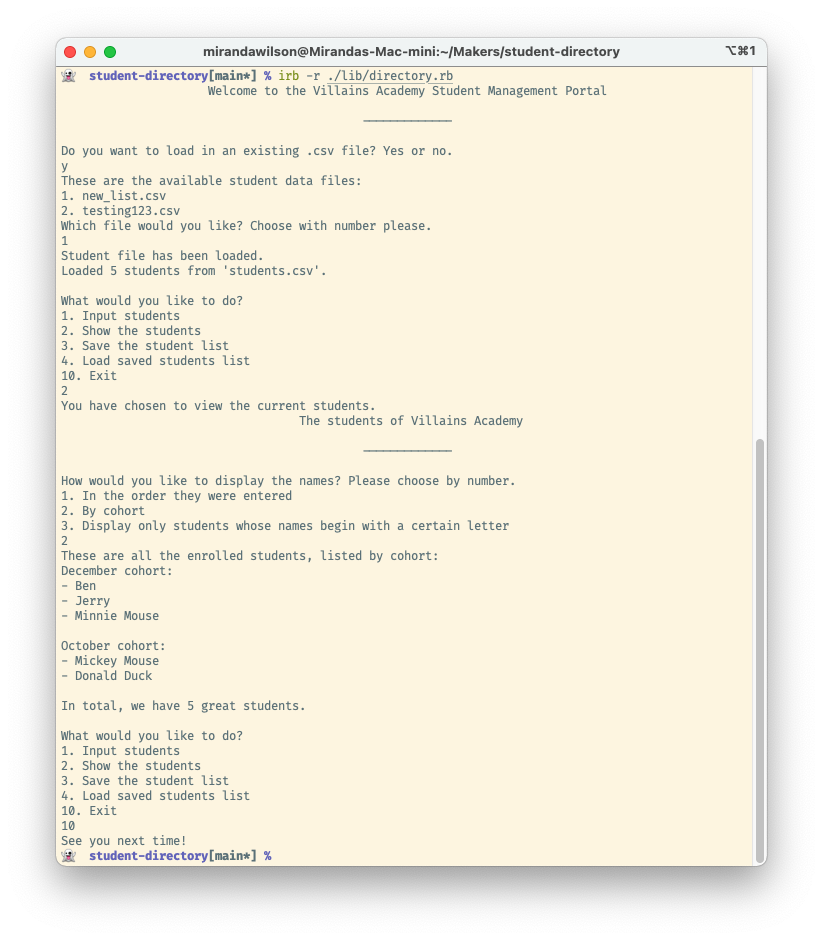 mirandawilson@Mirandas-Mac-mini:~/Makers/student-directory ⌥⌘1
student-directory[main*] % irb -r ./lib/directory.rb
Welcome to the Villains Academy Student Management Portal
_____________
Do you want to load in an existing .csv file? Yes or no.
y
These are the available student data files:
1. new_list.csv
2. testing123.csv
Which file would you like? Choose with number please.
1
Student file has been loaded.
Loaded 5 students from 'students.csv'.
What would you like to do?
1. Input students
2. Show the students
3. Save the student list
4. Load saved students list
10. Exit
2
You have chosen to view the current students.
The students of Villains Academy
_____________
How would you like to display the names? Please choose by number.
1. In the order they were entered
2. By cohort
3. Display only students whose names begin with a certain letter
2
These are all the enrolled students, listed by cohort:
December cohort:
- Ben
- Jerry
- Minnie Mouse
October cohort:
- Mickey Mouse
- Donald Duck
In total, we have 5 great students.
What would you like to do?
1. Input students
2. Show the students
3. Save the student list
4. Load saved students list
10. Exit
10
See you next time!
student-directory[main*] %